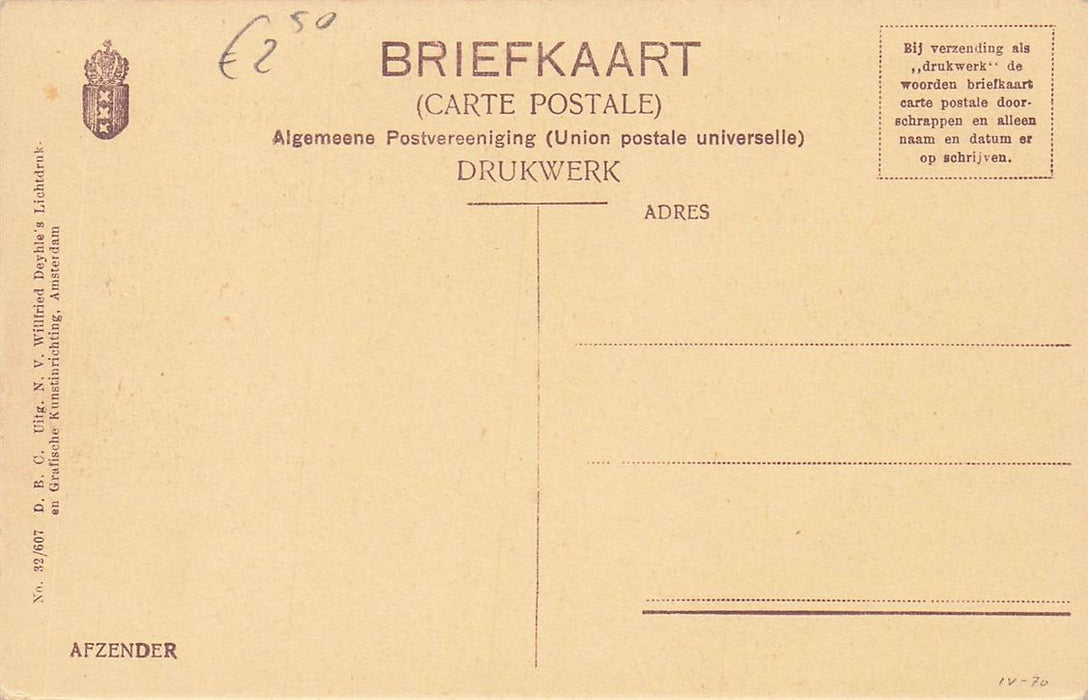 € 2 50
BRIEFKAART
(CARTE POSTALE)
Algemeene Postvereeniging (Union postale universelle)
DRUKWERK
Bij verzending als
,,drukwerk“ de
woorden briefkaart
carte postale door-
schrappen en alleen
naam en datum er
op schrijven.
ADRES
No. 32/607 D. B. C. Uitg. N. V. Willfried Deyhle's Lichtdruk-
en Grafische Kunstinrichting, Amsterdam
AFZENDER
IV-70